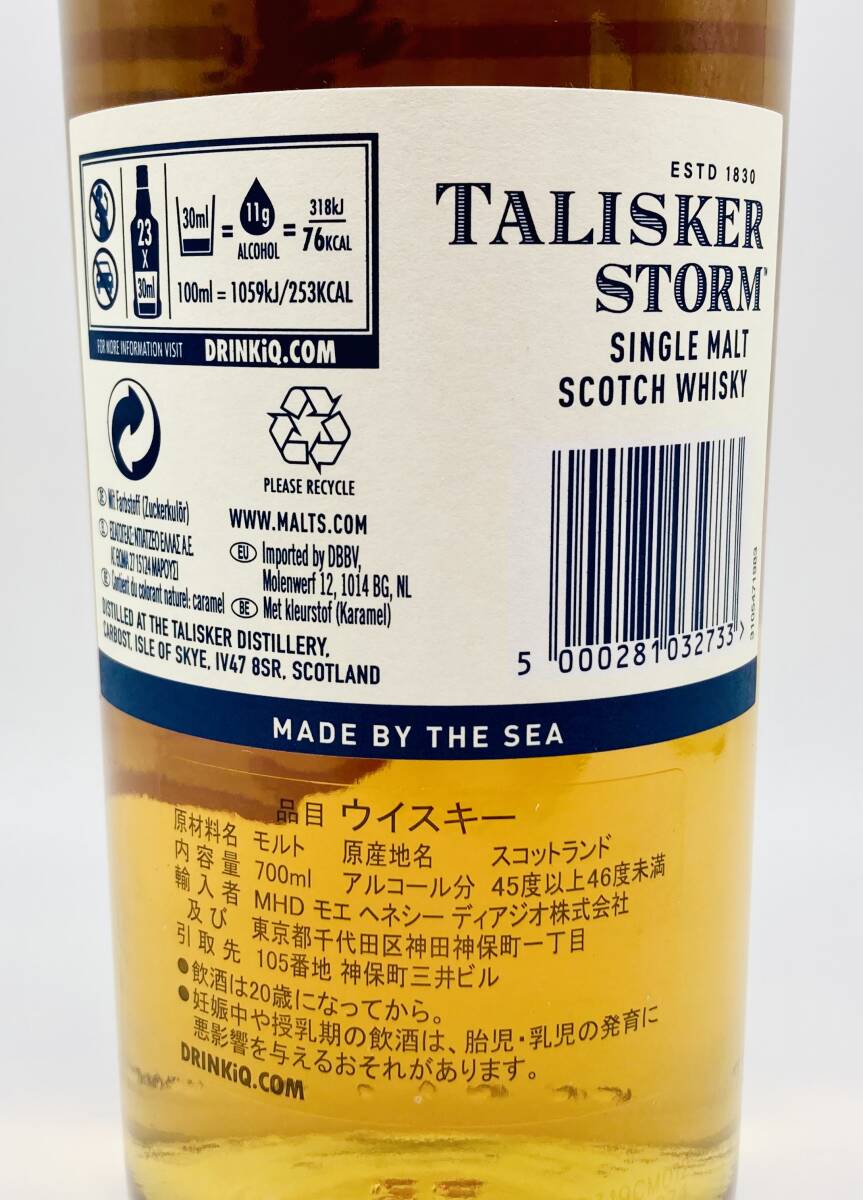 23
X
30ml
30ml
=
11g
ALCOHOL
=
318kJ
76KCAL
100ml = 1059kJ/253KCAL
FOR MORE INFORMATION VISIT DRINKiQ.COM
ESTD 1830
TALISKER
STORM
SINGLE MALT
SCOTCH WHISKY
PLEASE RECYCLE
WWW.MALTS.COM
Mit Farbstoff (Zuckerkulör)
ΕΙΣΑΓΩΓΕΑΣ: ΝΤΙΑΤΖΕΟ ΕΛΛΑΣ Α.Ε.
ΑΓ. ΘΩΜΑ 27 15124 ΜΑΡΟΥΣΙ
Contient du colorant naturel: caramel
EU Imported by DBBV,
Molenwerf 12, 1014 BG, NL
BE Met kleurstof (Karamel)
DISTILLED AT THE TALISKER DISTILLERY,
CARBOST, ISLE OF SKYE, IV47 8SR, SCOTLAND
5 000281 032733 >
MADE BY THE SEA
品目 ウイスキー
原材料名 モルト 原産地名 スコットランド
内容量 700ml アルコール分 45度以上46度未満
輸入者 MHD モエ ヘネシー ディアジオ株式会社
及び 東京都千代田区神田神保町一丁目
引取先 105番地 神保町三井ビル
●飲酒は20歳になってから。
●妊娠中や授乳期の飲酒は、胎児・乳児の発育に
悪影響を与えるおそれがあります。
DRINKiQ.COM